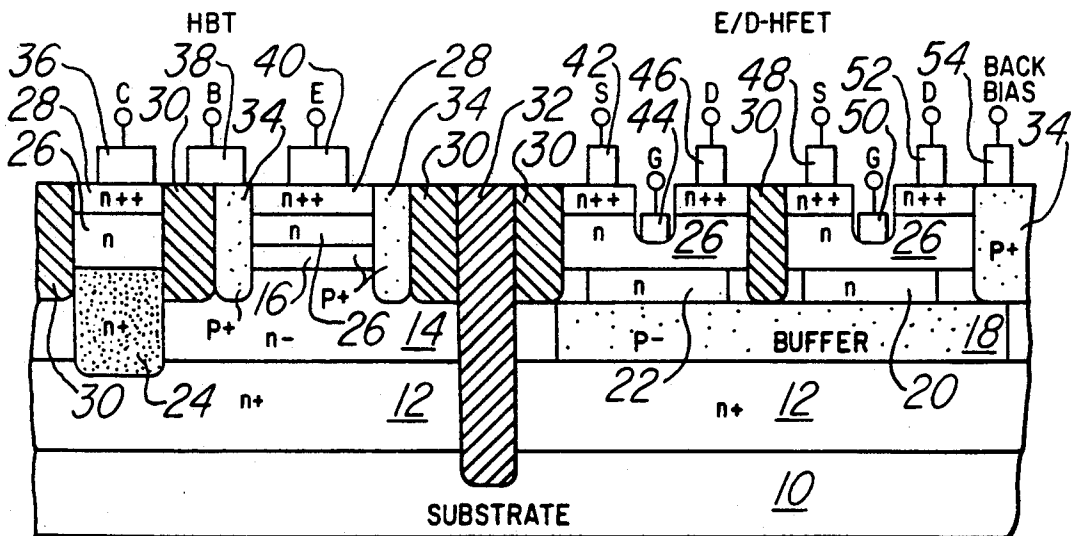 HBT E/D-HFET
36 38 40 28 42 46 48 52 54 BACK BIAS
C B E S D S D
28 30 34 34 30 30 44 30 50
26 G G 34
n++ n++ n++ n++ n++ n++
n n n 26 n 26 P+
16 P+ n n
n+ P+ 26 14 P- BUFFER 18
n-
30 24 n+ 12 22 n+ 12 20
10
SUBSTRATE
32